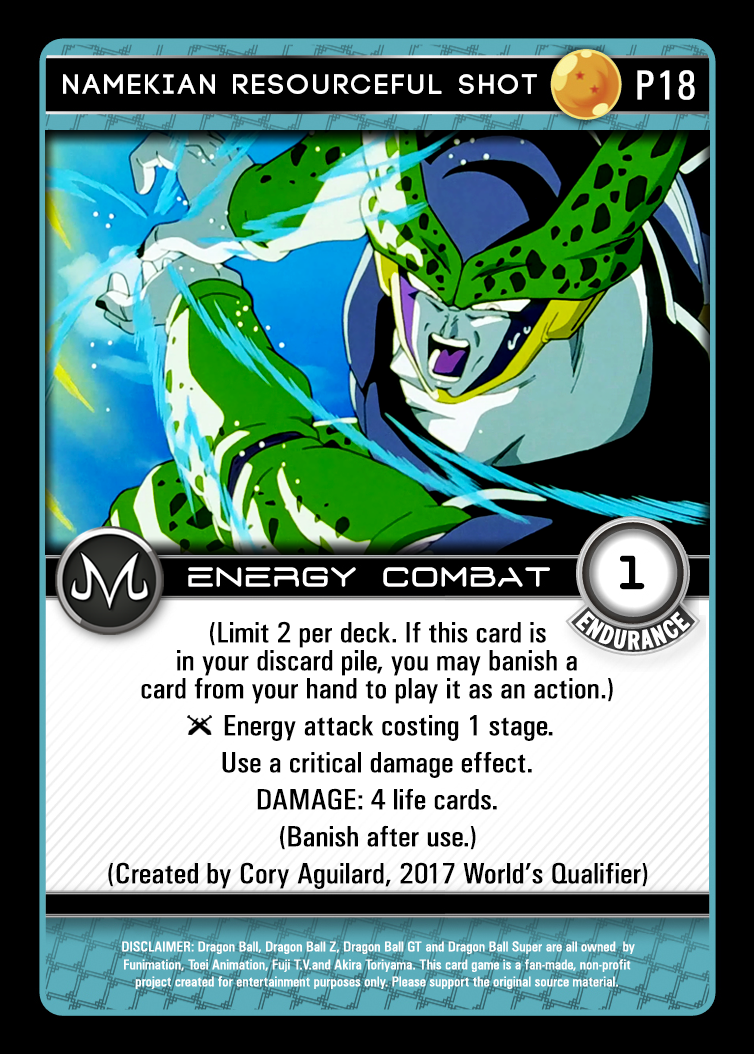 NAMEKIAN RESOURCEFUL SHOT P18
M
ENERGY COMBAT
1
ENDURANCE
(Limit 2 per deck. If this card is
in your discard pile, you may banish a
card from your hand to play it as an action.)
Energy attack costing 1 stage.
Use a critical damage effect.
DAMAGE: 4 life cards.
(Banish after use.)
(Created by Cory Aguilard, 2017 World's Qualifier)
DISCLAIMER: Dragon Ball, Dragon Ball Z, Dragon Ball GT and Dragon Ball Super are all owned by
Funimation, Toei Animation, Fuji T.V.and Akira Toriyama. This card game is a fan-made, non-profit
project created for entertainment purposes only. Please support the original source material.